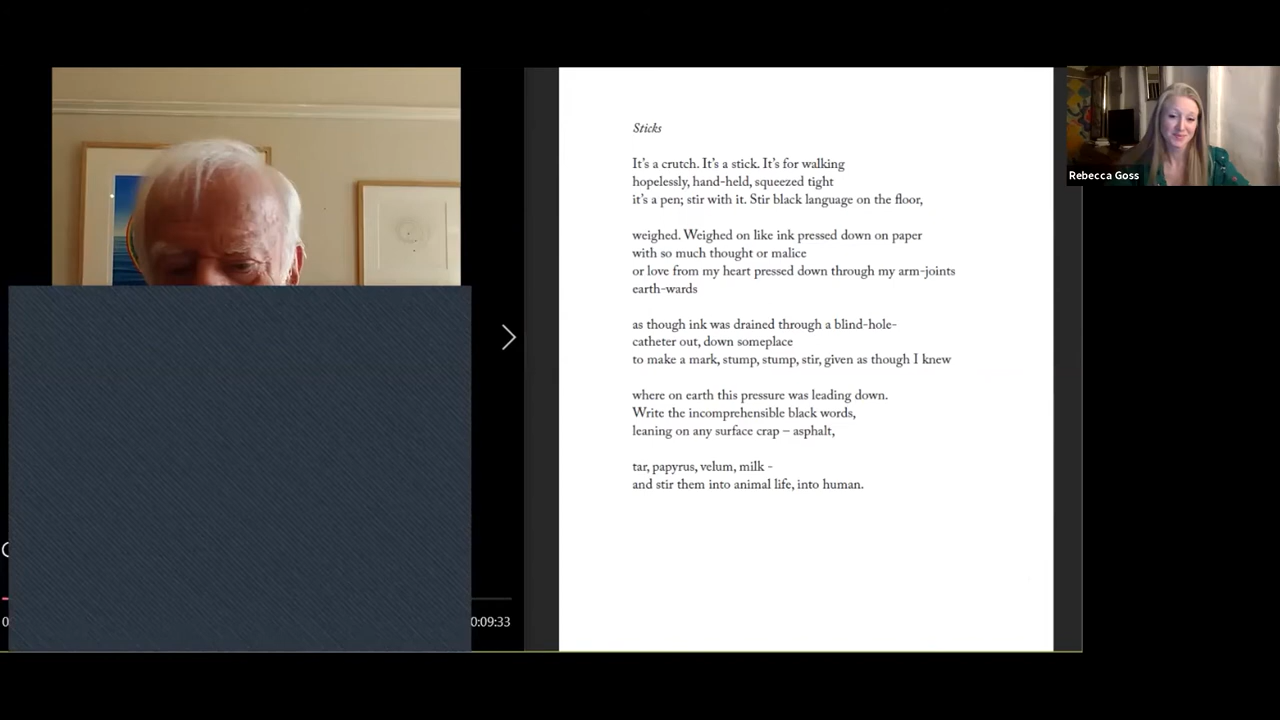 Sticks
It's a crutch. It's a stick. It's for walking
hopelessly, hand-held, squeezed tight
it's a pen; stir with it. Stir black language on the floor,
weighed. Weighed on like ink pressed down on paper
with so much thought or malice
or love from my heart pressed down through my arm-joints
earth-wards
as though ink was drained through a blind-hole-
catheter out, down someplace
to make a mark, stump, stump, stir, given as though I knew
where on earth this pressure was leading down.
Write the incomprehensible black words,
leaning on any surface crap – asphalt,
tar, papyrus, velum, milk -
and stir them into animal life, into human.
Rebecca Goss
0:09:33